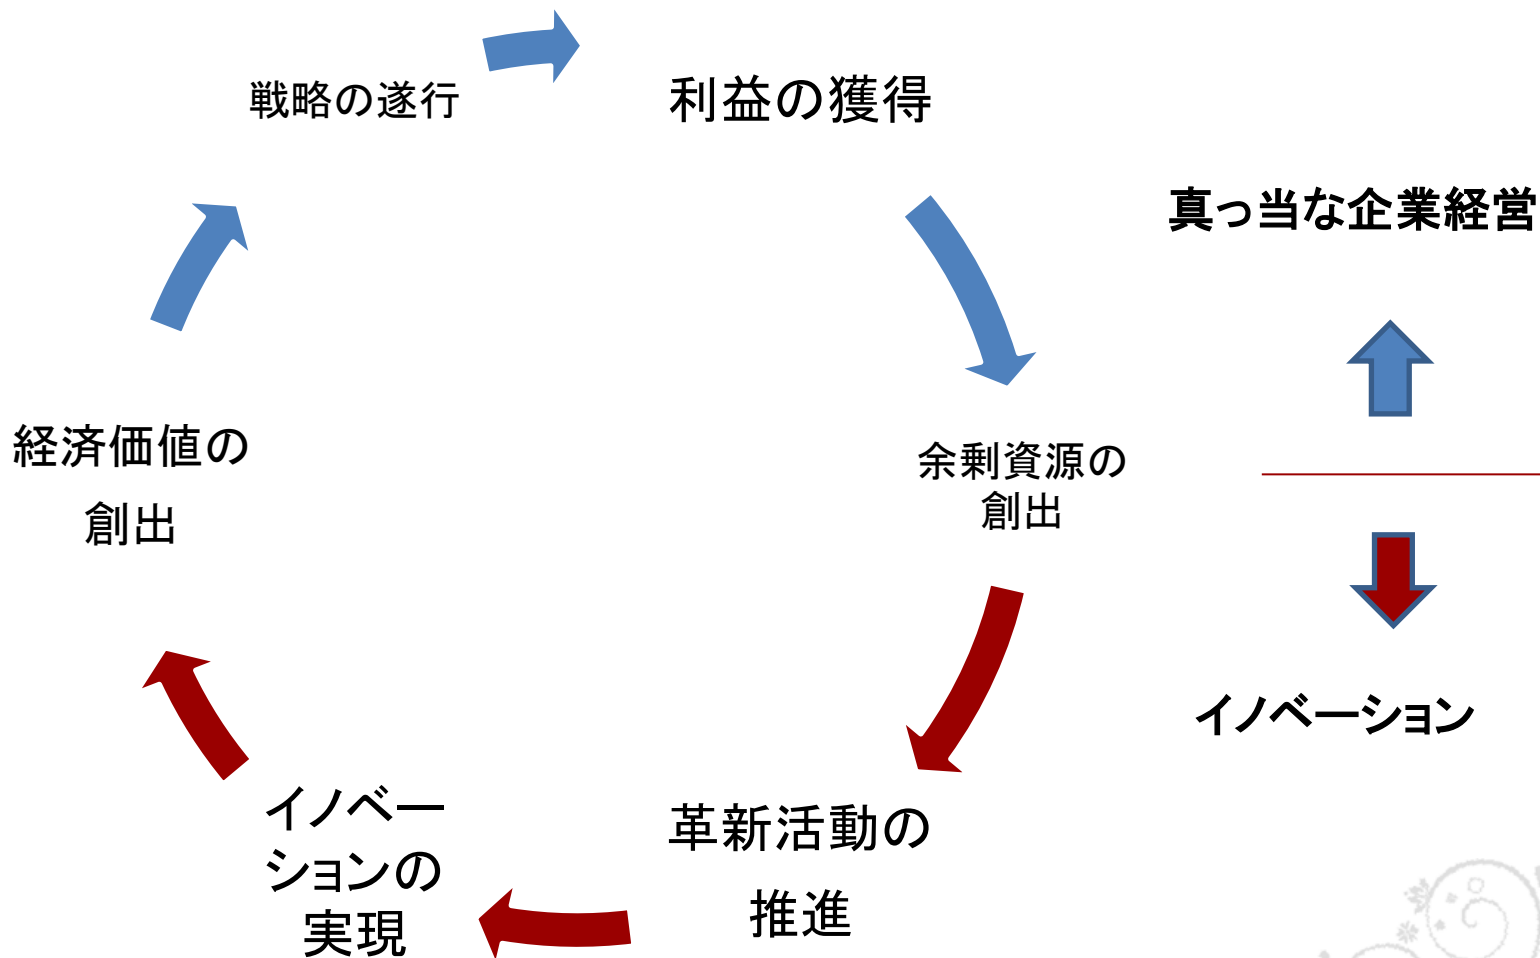 戦略の遂行
利益の獲得
真っ当な企業経営
経済価値の
創出
余剰資源の
創出
イノベーション
イノベー
ションの
実現
革新活動の
推進